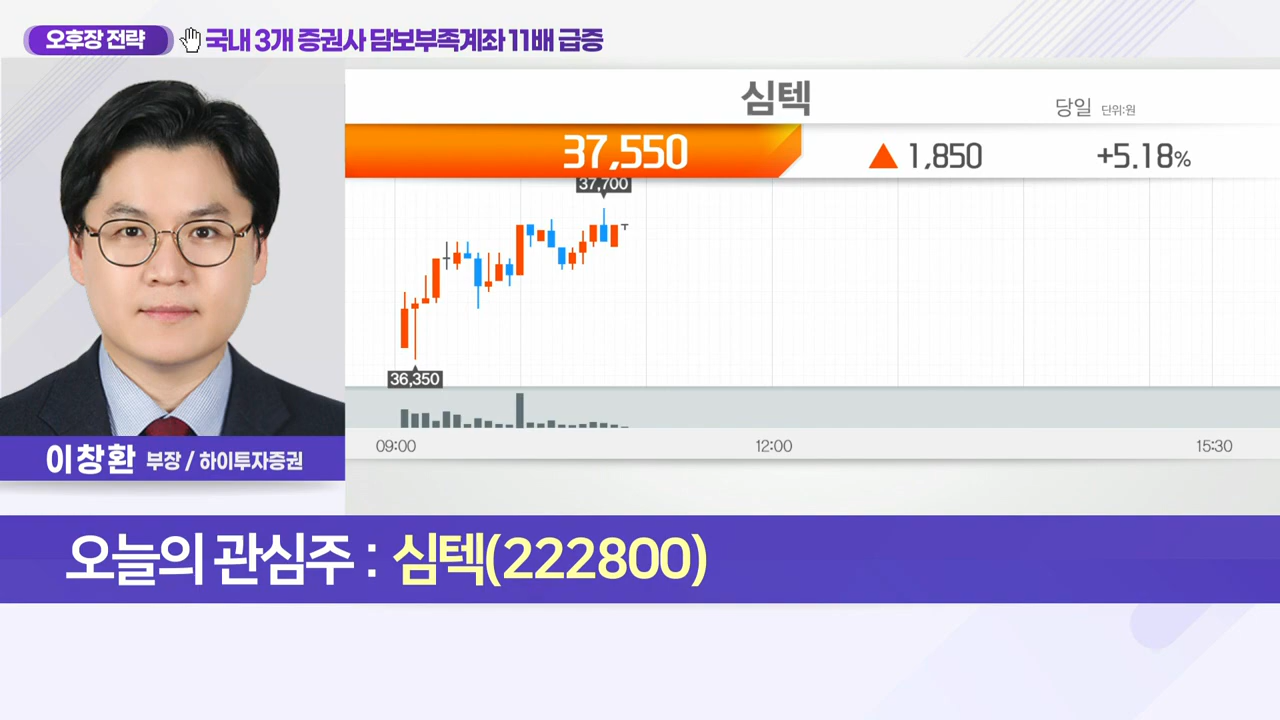 오후장 전략 국내 3개 증권사 담보부족계좌 11배 급증
심텍
당일 단위:원
37,550 ▲ 1,850 +5.18%
37,700
36,350
09:00 12:00 15:30
이창환 부장 / 하이투자증권
오늘의 관심주 : 심텍(222800)